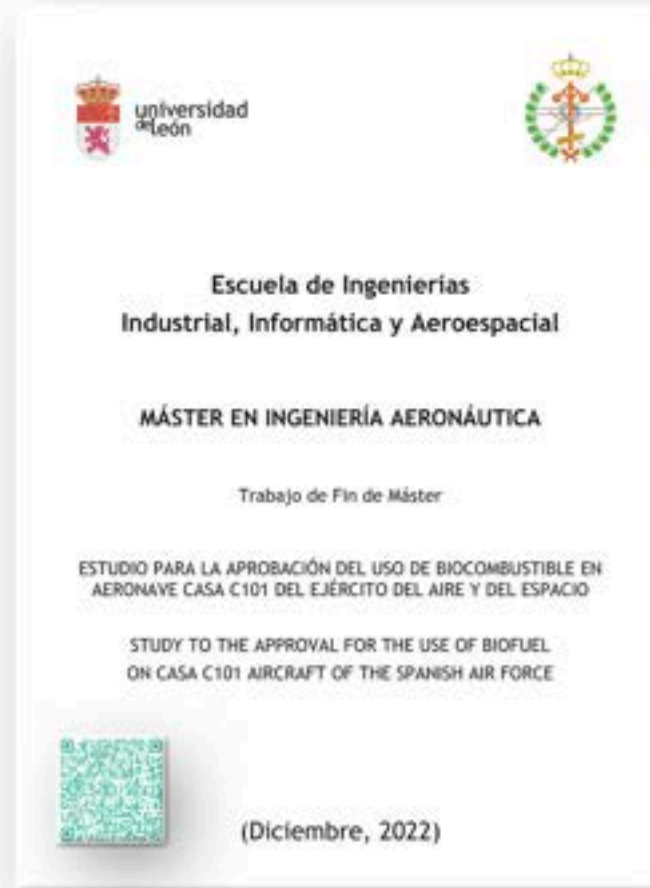 universidad
de león
Escuela de Ingenierías
Industrial, Informática y Aeroespacial
MÁSTER EN INGENIERÍA AERONÁUTICA
Trabajo de Fin de Máster
ESTUDIO PARA LA APROBACIÓN DEL USO DE BIOCOMBUSTIBLE EN
AERONAVE CASA C101 DEL EJÉRCITO DEL AIRE Y DEL ESPACIO
STUDY TO THE APPROVAL FOR THE USE OF BIOFUEL
ON CASA C101 AIRCRAFT OF THE SPANISH AIR FORCE
(Diciembre, 2022)